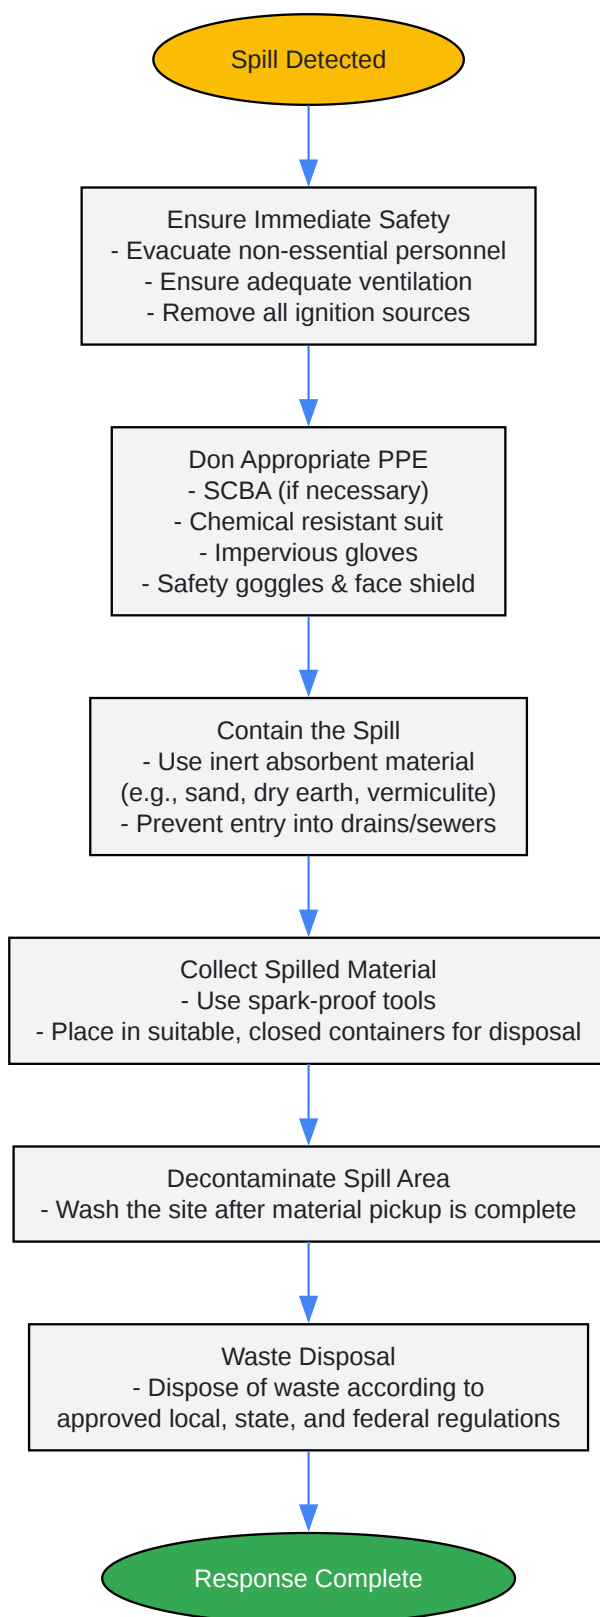 Spill Detected
Ensure Immediate Safety
- Evacuate non-essential personnel
- Ensure adequate ventilation
- Remove all ignition sources
Don Appropriate PPE
- SCBA (if necessary)
- Chemical resistant suit
- Impervious gloves
- Safety goggles & face shield
Contain the Spill
- Use inert absorbent material
(e.g., sand, dry earth, vermiculite)
- Prevent entry into drains/sewers
Collect Spilled Material
- Use spark-proof tools
- Place in suitable, closed containers for disposal
Decontaminate Spill Area
- Wash the site after material pickup is complete
Waste Disposal
- Dispose of waste according to
approved local, state, and federal regulations
Response Complete